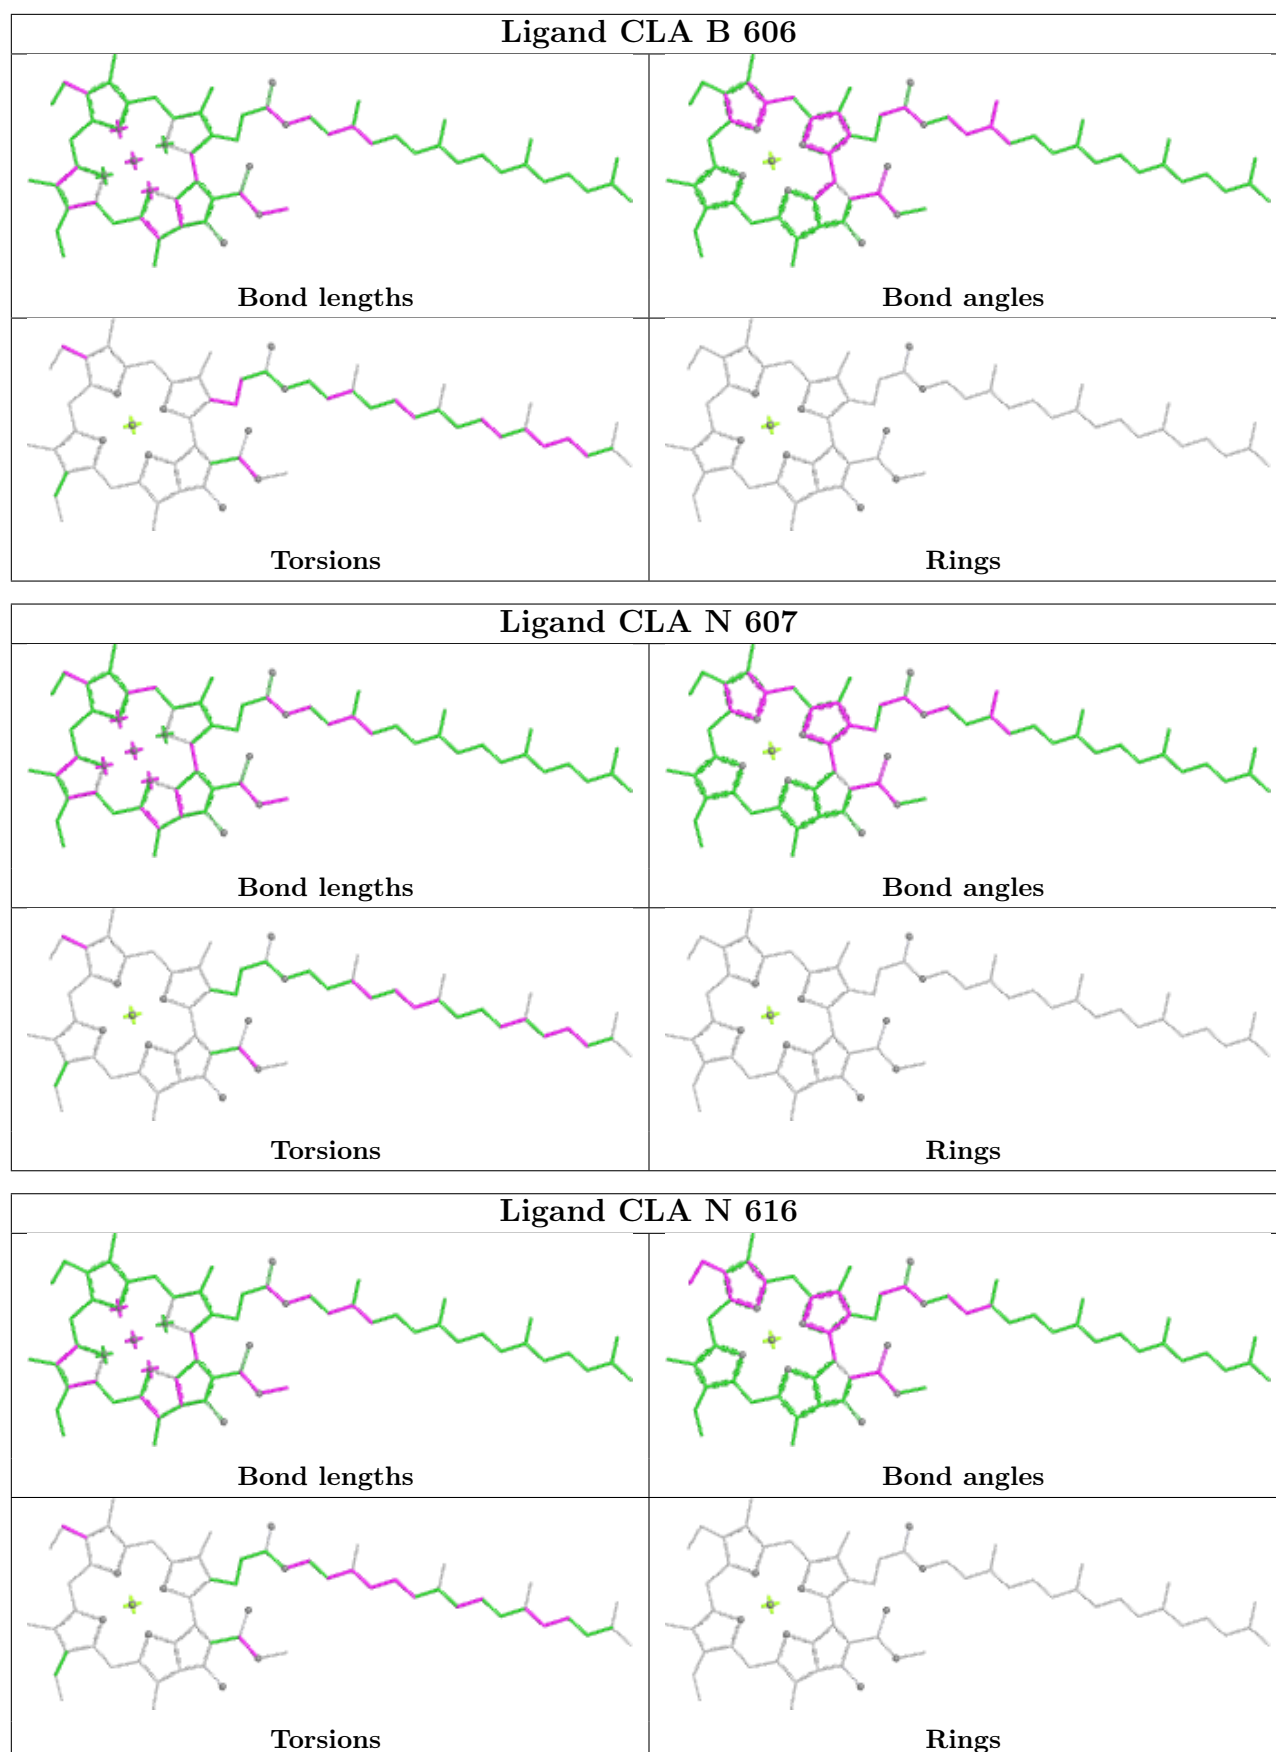 Ligand CLA B 606
Bond lengths
Bond angles
Torsions
Rings
Ligand CLA N 607
Bond lengths
Bond angles
Torsions
Rings
Ligand CLA N 616
Bond lengths
Bond angles
Torsions
Rings